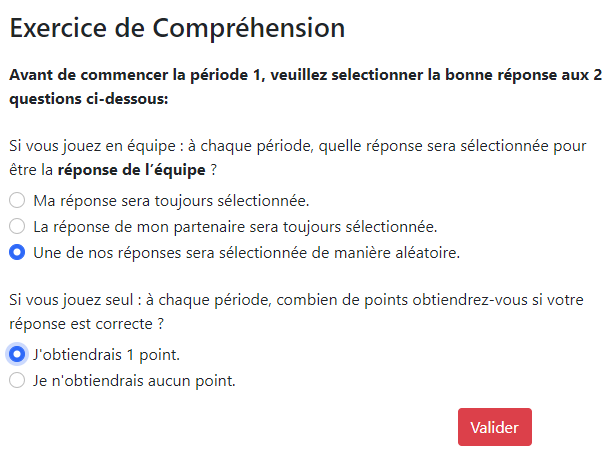 Exercice de Compréhension
Avant de commencer la période 1, veuillez selectionner la bonne réponse aux 2
questions ci-dessous:
Si vous jouez en équipe : à chaque période, quelle réponse sera sélectionnée pour
être la réponse de l'équipe ?
Ma réponse sera toujours sélectionnée.
La réponse de mon partenaire sera toujours sélectionnée.
Une de nos réponses sera sélectionnée de manière aléatoire.
Si vous jouez seul : à chaque période, combien de points obtiendrez-vous si votre
réponse est correcte ?
J'obtiendrais 1 point.
Je n'obtiendrais aucun point.
Valider